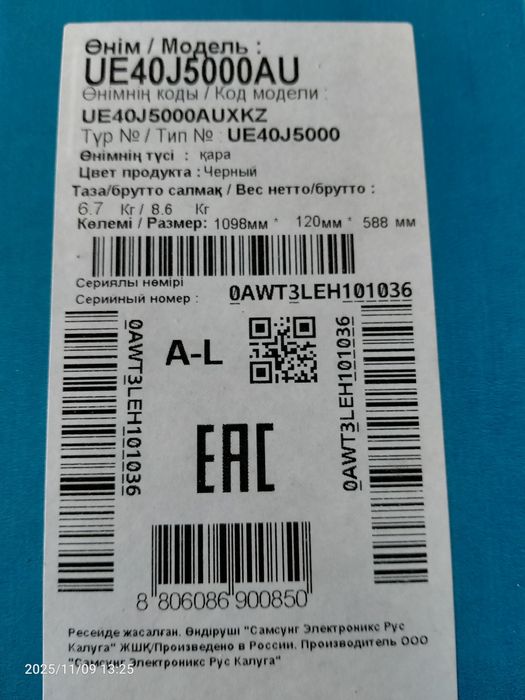 Өнім / Модель :
UE40J5000AU
Өнімнің коды / Код модели :
UE40J5000AUXKZ
Түр № / Тип № : UE40J5000
Өнімнің түсі : қара
Цвет продукта : Черный
Таза/брутто салмақ / Вес нетто/брутто :
6.7 Кг / 8.6 Кг
Көлемі / Размер: 1098мм * 120мм * 588 мм
Сериялы нөмірі
Серийный номер : 0AWT3LEH101036
0AWT3LEH101036
A-L
0AWT3LEH101036
EAC
8 806086 900850
Ресейде жасалған. Өндіруші "Самсунг Электроникс Рус
Калуга" ЖШҚ/Произведено в России. Производитель ООО
"Самсунг Электроникс Рус Калуга"
2025/11/09 13:25